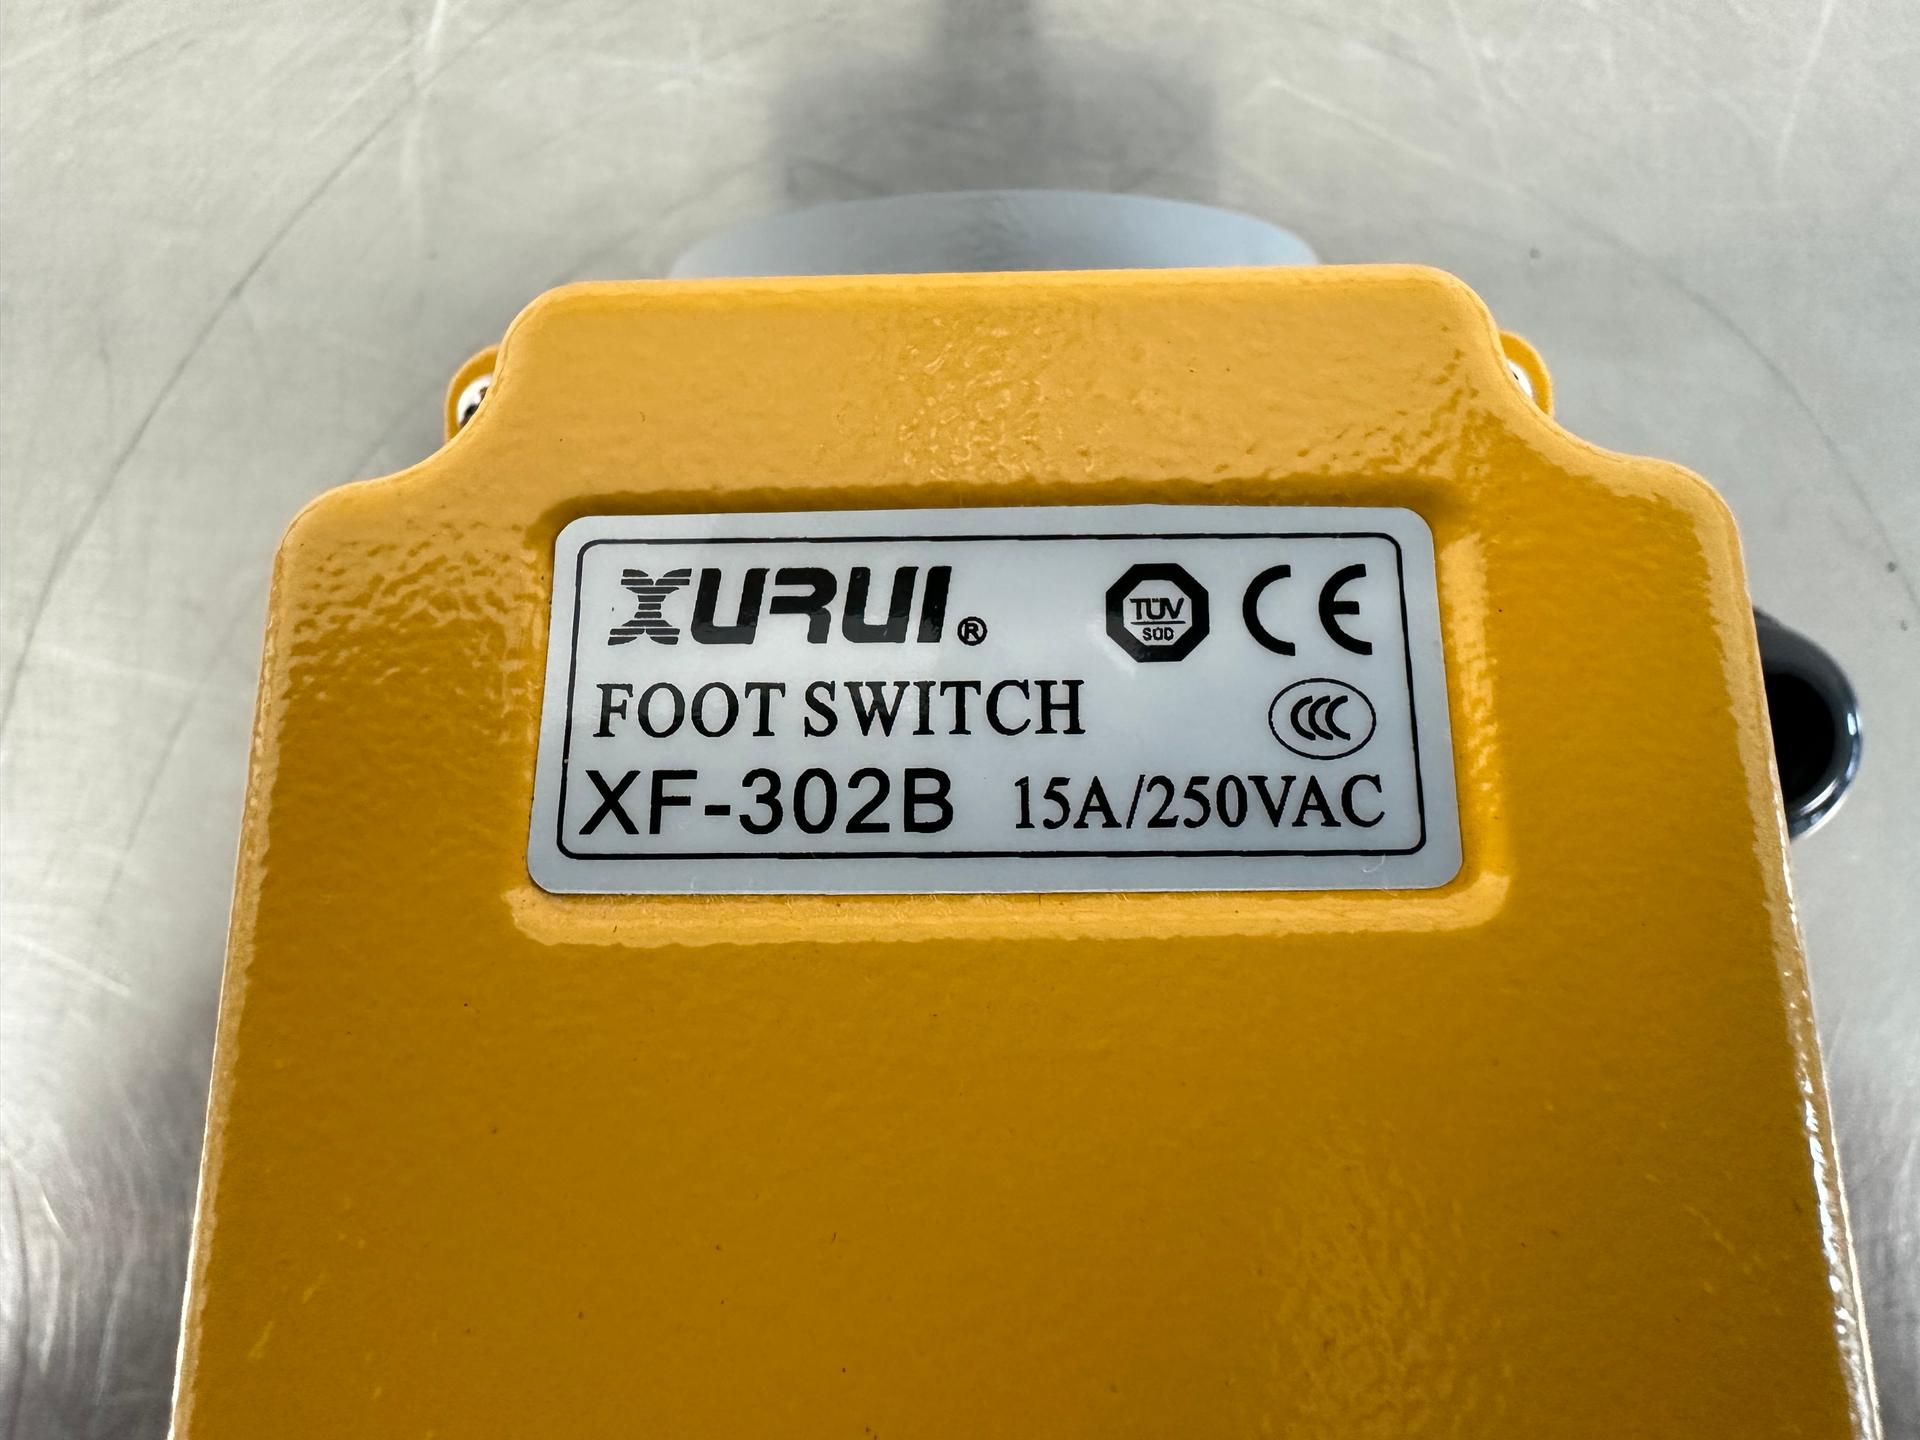 XURUI®
TÜV
SÜD
CE
FOOT SWITCH
CCC
XF-302B 15A/250VAC